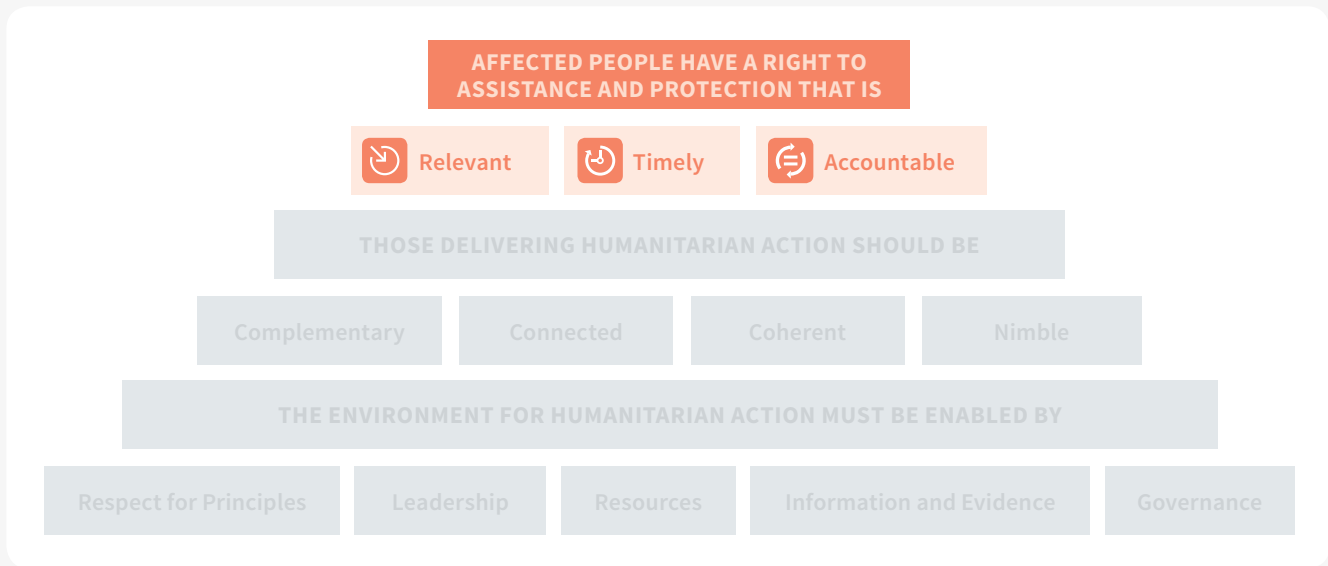 AFFECTED PEOPLE HAVE A RIGHT TO
ASSISTANCE AND PROTECTION THAT IS
Relevant
Timely
Accountable
THOSE DELIVERING HUMANITARIAN ACTION SHOULD BE
Complementary
Connected
Coherent
Nimble
THE ENVIRONMENT FOR HUMANITARIAN ACTION MUST BE ENABLED BY
Respect for Principles
Leadership
Resources
Information and Evidence
Governance